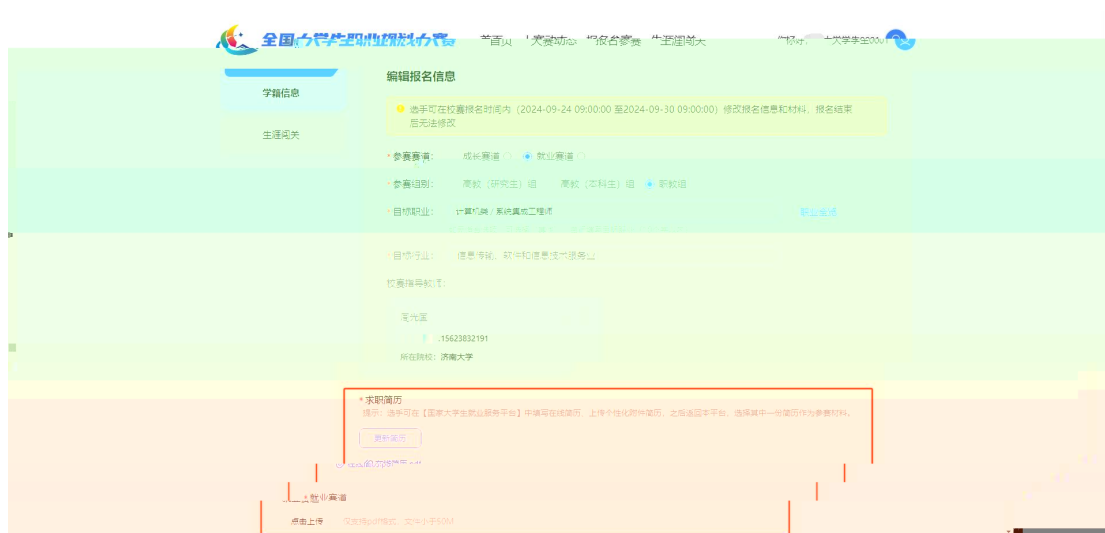 全国大学生职业规划大赛 首页 大赛动态 报名参赛 生涯闯关
编辑报名信息
学籍信息
选手可在校赛报名时间内（2024-09-24 09:00:00 至2024-09-30 09:00:00）修改报名信息和材料，报名结束
后无法修改
生涯闯关
* 参赛赛道： 成长赛道 就业赛道
* 参赛组别： 高教（研究生）组 高教（本科生）组 职教组
* 目标职业： 计算机类 / 系统集成工程师
* 目标行业： 信息传输、软件和信息技术服务业
校赛指导教师：
.15623832191
所在院校：济南大学
* 求职简历
提示：选手可在【国家大学生就业服务平台】中填写在线简历、上传个性化附件简历，之后返回本平台，选择其中一份简历作为参赛材料。
更新简历
* 就业赛道
点击上传 仅支持pdf格式，文件小于50M